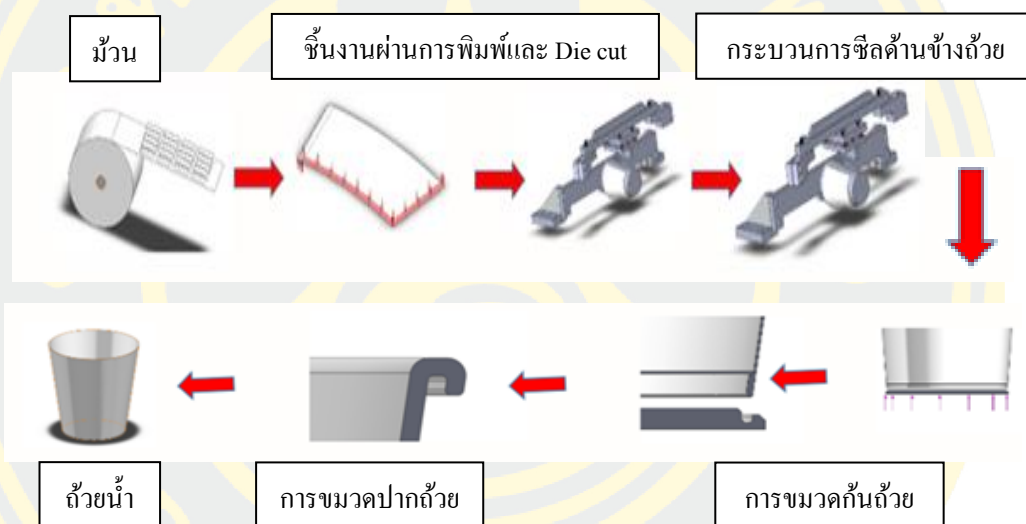 ม้วน
ชิ้นงานผ่านการพิมพ์และ Die cut
กระบวนการซีลด้านข้างถ้วย
ถ้วยน้ำ
การขมวดปากถ้วย
การขมวดก้นถ้วย